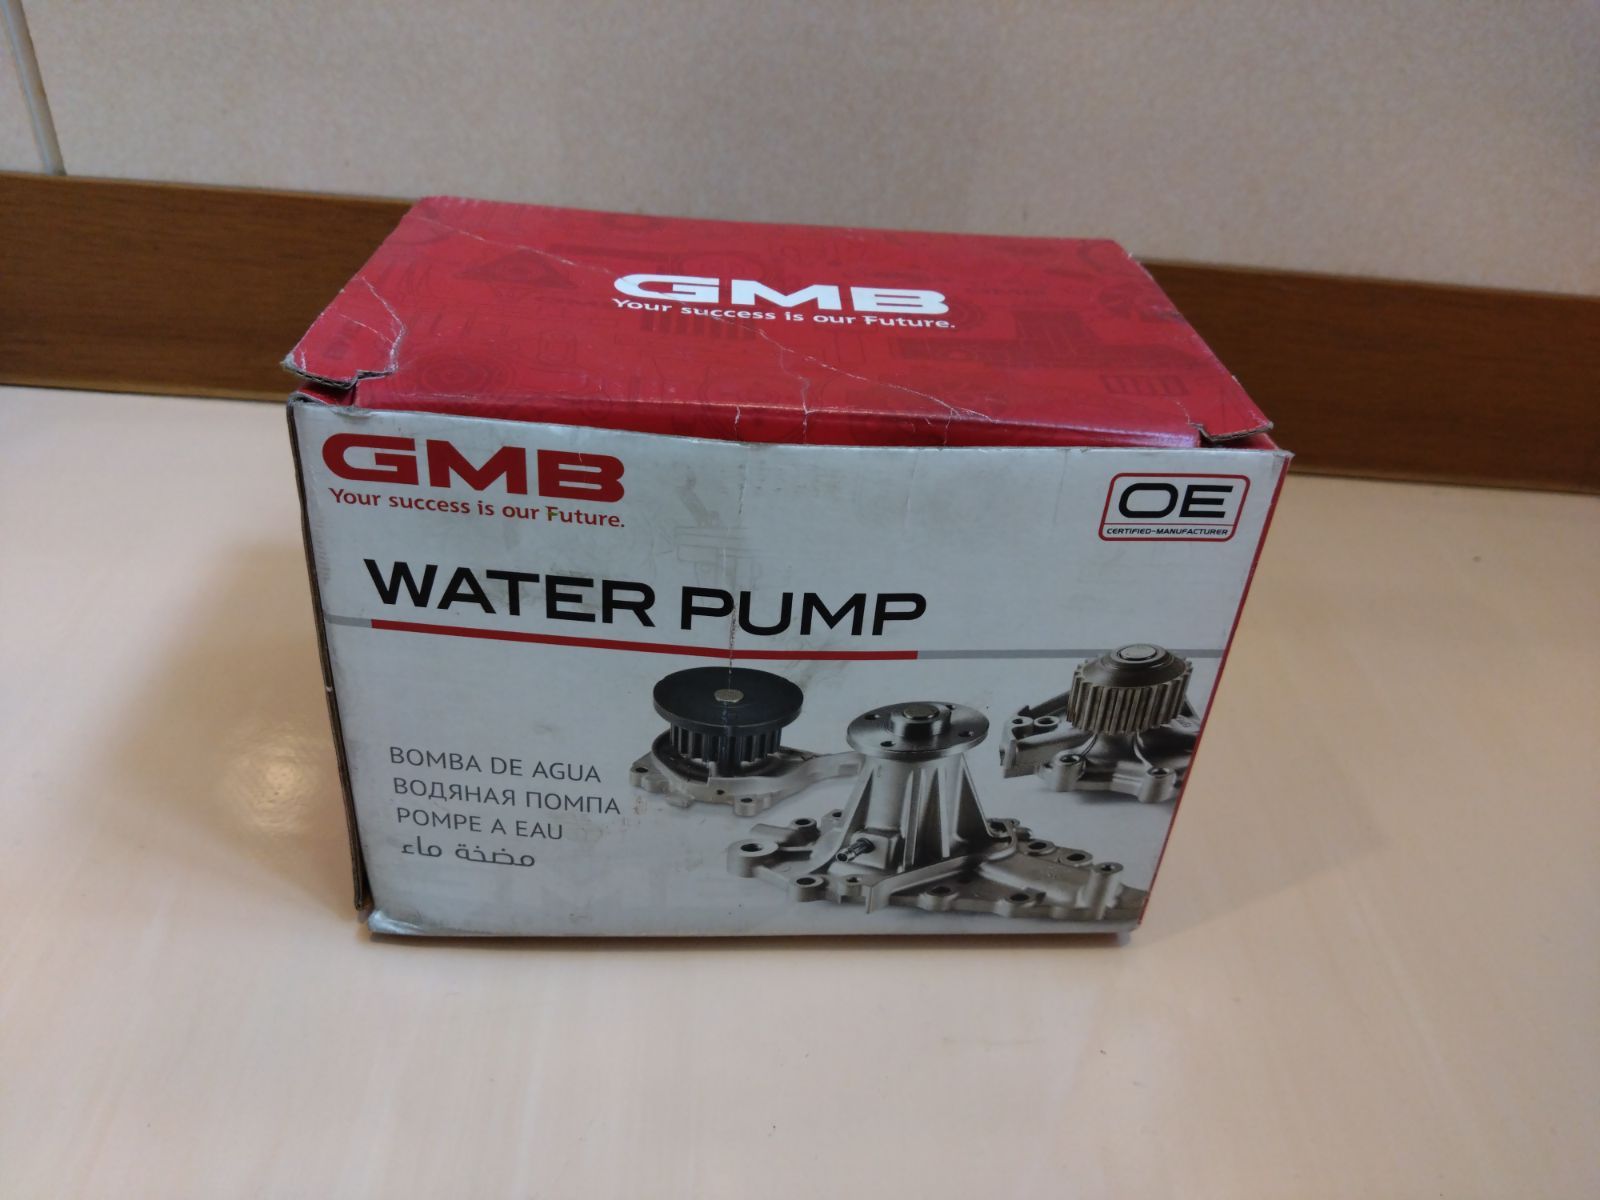 GMB
Your success is our Future.
GMB
Your success is our Future.
OE
CERTIFIED-MANUFACTURER
WATER PUMP
BOMBA DE AGUA
ВОДЯНАЯ ПОМПА
POMPE A EAU
مضخة ماء